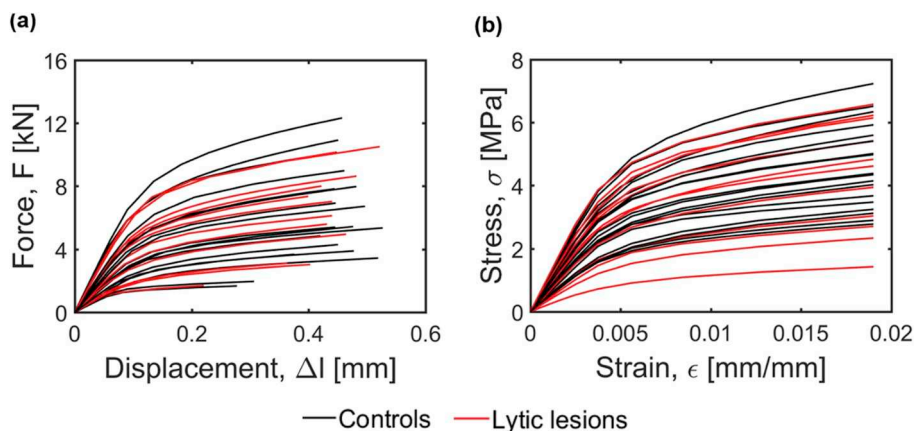 (a)
16
12
8
4
0
Force, F [kN]
0
0.2
0.4
0.6
Displacement, Δl [mm]
(b)
8
6
4
2
0
Stress, σ [MPa]
0
0.005
0.01
0.015
0.02
Strain, ϵ [mm/mm]
Controls
Lytic lesions